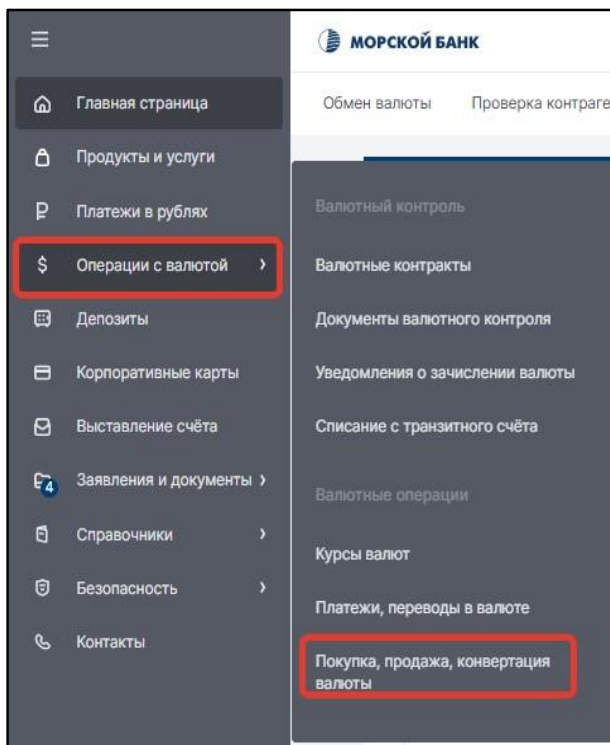 МОРСКОЙ БАНК
Главная страница
Продукты и услуги
Платежи в рублях
Операции с валютой
Депозиты
Корпоративные карты
Выставление счёта
4
Заявления и документы
Справочники
Безопасность
Контакты
Обмен валюты
Проверка контраге
Валютный контроль
Валютные контракты
Документы валютного контроля
Уведомления о зачислении валюты
Списание с транзитного счёта
Валютные операции
Курсы валют
Платежи, переводы в валюте
Покупка, продажа, конвертация
валюты